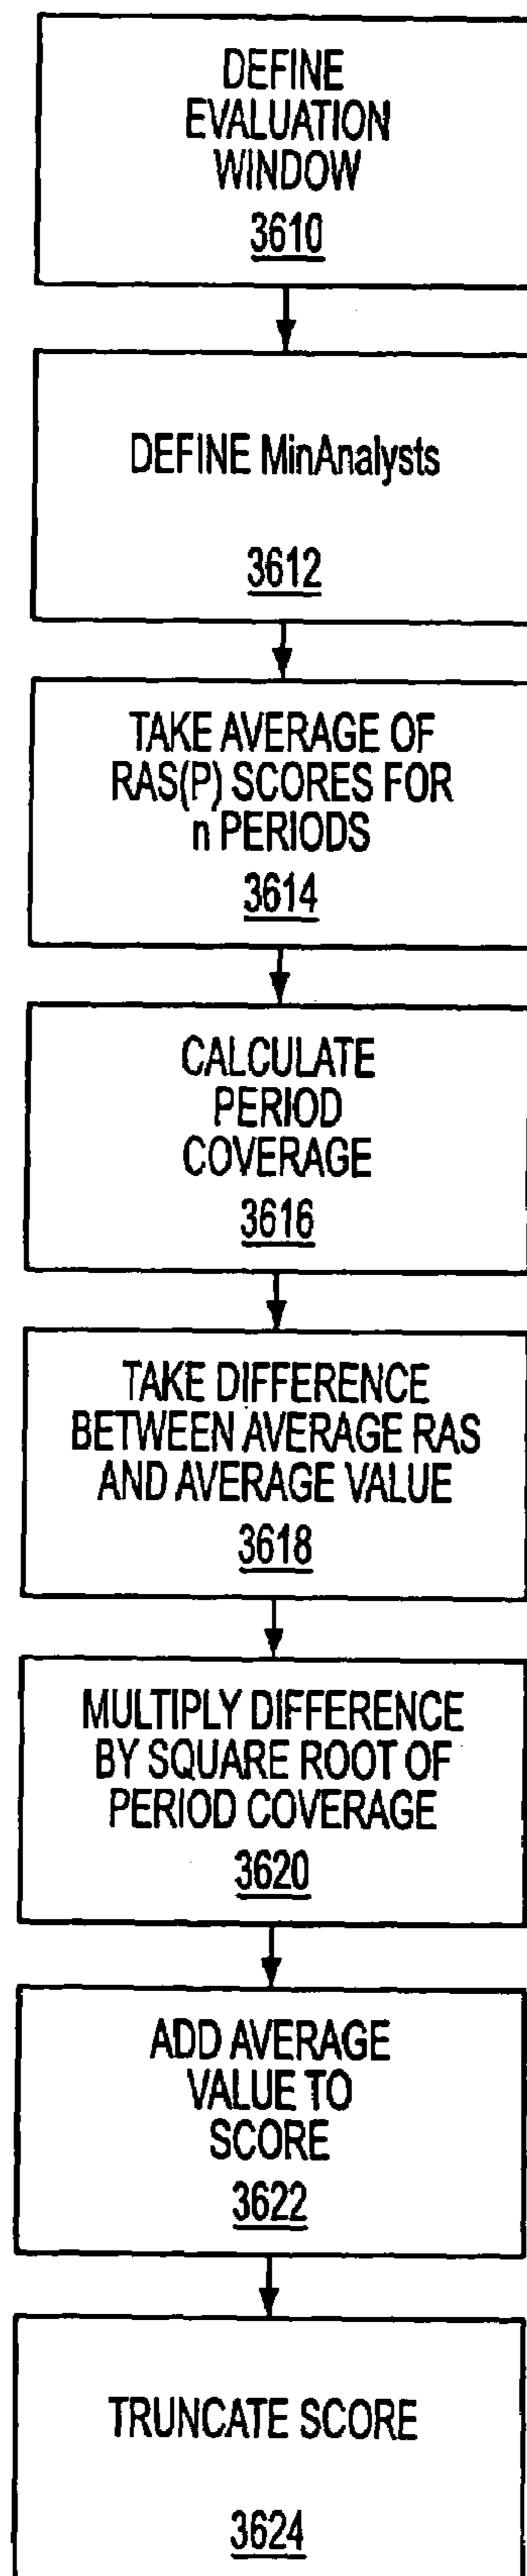 DEFINE
EVALUATION
WINDOW
3610
DEFINE MinAnalysts
3612
TAKE AVERAGE OF
RAS(P) SCORES FOR
n PERIODS
3614
CALCULATE
PERIOD
COVERAGE
3616
TAKE DIFFERENCE
BETWEEN AVERAGE RAS
AND AVERAGE VALUE
3618
MULTIPLY DIFFERENCE
BY SQUARE ROOT OF
PERIOD COVERAGE
3620
ADD AVERAGE
VALUE TO
SCORE
3622
TRUNCATE SCORE
3624